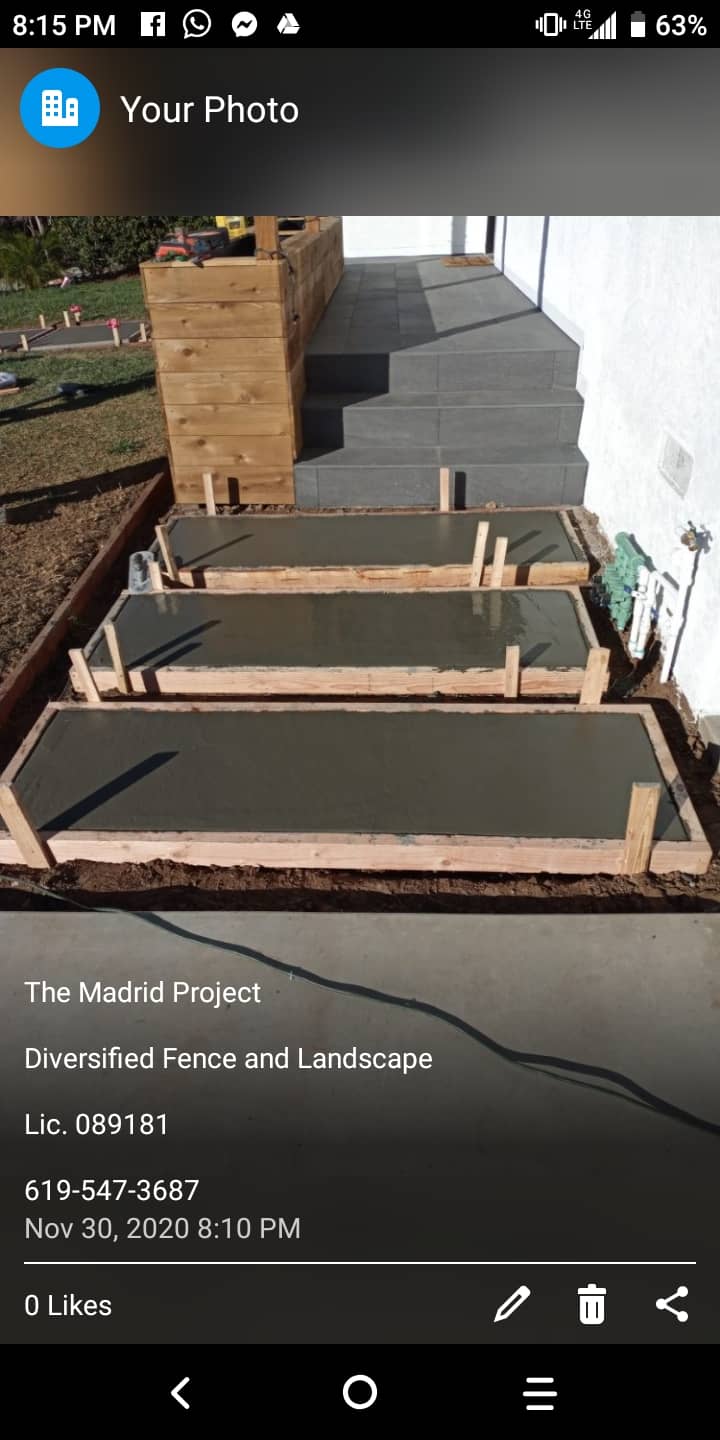 8:15 PM 4G LTE 63%
Your Photo
The Madrid Project
Diversified Fence and Landscape
Lic. 089181
619-547-3687
Nov 30, 2020 8:10 PM
0 Likes